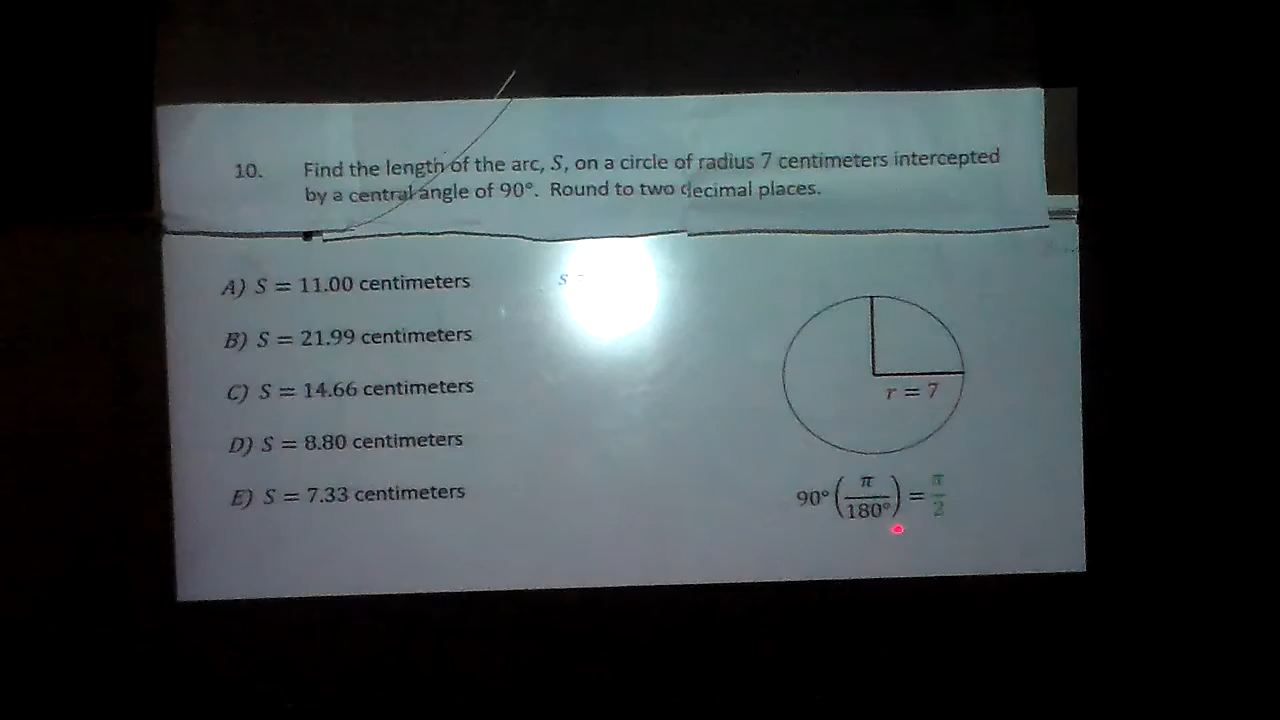 10. Find the length of the arc, S, on a circle of radius 7 centimeters intercepted
by a central angle of 90°. Round to two decimal places.
A) S = 11.00 centimeters
S
B) S = 21.99 centimeters
C) S = 14.66 centimeters
r = 7
D) S = 8.80 centimeters
E) S = 7.33 centimeters
90° (π/180°) = π/2